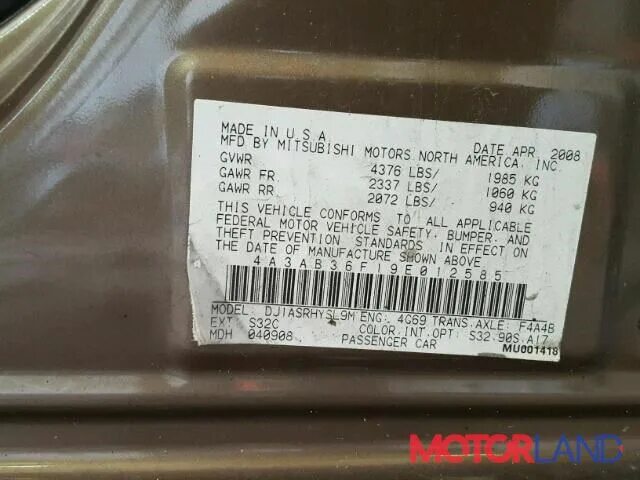 MADE IN U S A DATE APR 2008
MFD BY MITSUBISHI MOTORS NORTH AMERICA, INC.
GVWR 4376 LBS/ 1985 KG
GAWR FR 2337 LBS/ 1060 KG
GAWR RR 2072 LBS/ 940 KG
THIS VEHICLE CONFORMS TO ALL APPLICABLE
FEDERAL MOTOR VEHICLE SAFETY, BUMPER, AND
THEFT PREVENTION STANDARDS IN EFFECT ON
THE DATE OF MANUFACTURE SHOWN ABOVE
4A3AB36F19E012585
MODEL: DJ1ASRHYSL9M ENG: 4G69 TRANS.AXLE: F4A4B
EXT: S32C COLOR: INT.OPT: S32.90S.A17
MDH 040908 PASSENGER CAR
MU001418
MOTORLAND